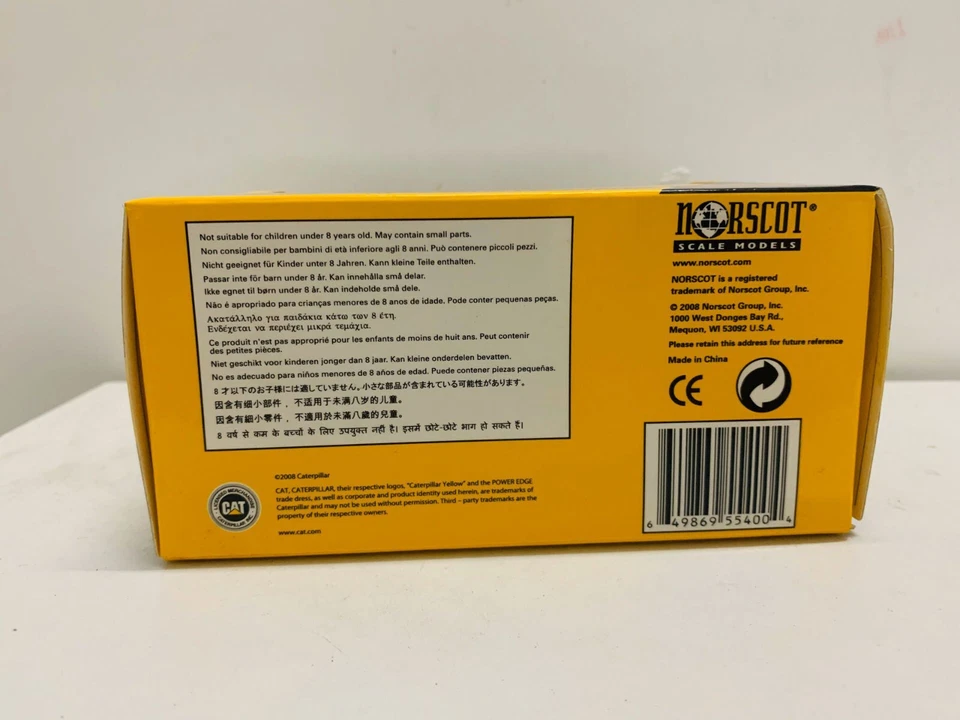 Not suitable for children under 8 years old. May contain small parts.
Non consigliabile per bambini di età inferiore agli 8 anni. Può contenere piccoli pezzi.
Nicht geeignet für Kinder unter 8 Jahren. Kann kleine Teile enthalten.
Passar inte för barn under 8 år. Kan innehålla små delar.
Ikke egnet til børn under 8 år. Kan indeholde små dele.
Não é apropriado para crianças menores de 8 anos de idade. Pode conter pequenas peças.
Ακατάλληλο για παιδάκια κάτω των 8 έτη.
Ενδέχεται να περιέχει μικρά τεμάχια.
Ce produit n'est pas approprié pour les enfants de moins de huit ans. Peut contenir
des petites pièces.
Niet geschikt voor kinderen jonger dan 8 jaar. Kan kleine onderdelen bevatten.
No es adecuado para niños menores de 8 años de edad. Puede contener piezas pequeñas.
8 才以下のお子様には適していません。小さな部品が含まれている可能性があります。
因含有细小部件，不适用于未满八岁的儿童。
因含有細小零件，不適用於未滿八歲的兒童。
8 वर्ष से कम के बच्चों के लिए उपयुक्त नही है। इसमें छोटे-छोटे भाग हो सकते हैं।
©2008 Caterpillar
CAT, CATERPILLAR, their respective logos, "Caterpillar Yellow" and the POWER EDGE
trade dress, as well as corporate and product identity used herein, are trademarks of
Caterpillar and may not be used without permission. Third – party trademarks are the
property of their respective owners.
www.cat.com
LICENSED MERCHANDISE
CAT
CATERPILLAR INC.
NORSCOT®
SCALE MODELS
www.norscot.com
NORSCOT is a registered
trademark of Norscot Group, Inc.
© 2008 Norscot Group, Inc.
1000 West Donges Bay Rd.,
Mequon, WI 53092 U.S.A.
Please retain this address for future reference
Made in China
CE
6 49869 55400 4